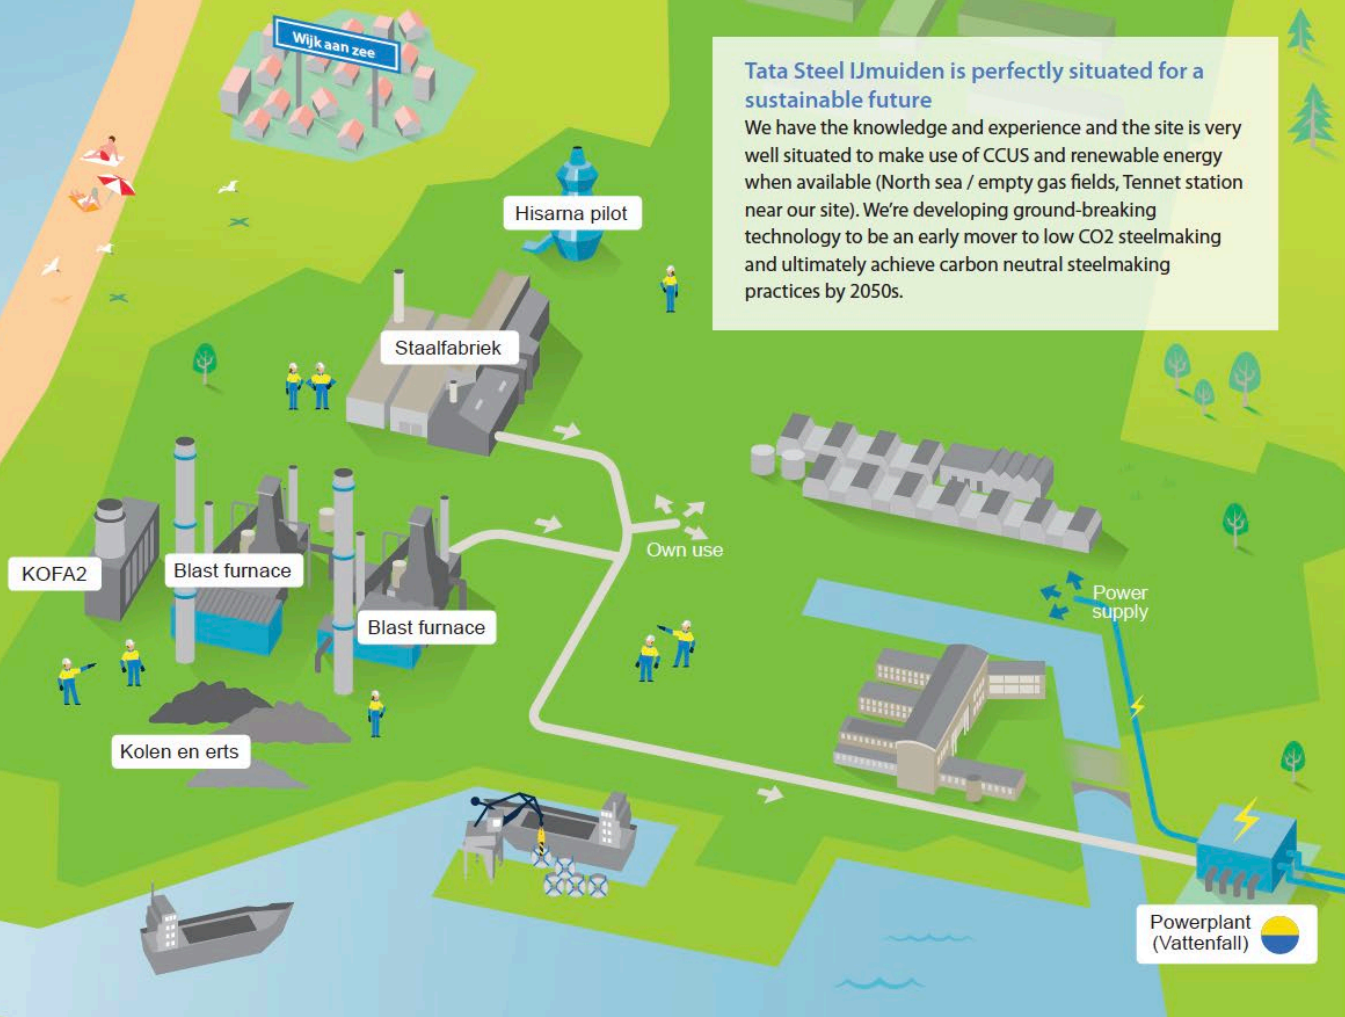 Wijk aan zee
Tata Steel IJmuiden is perfectly situated for a
sustainable future
We have the knowledge and experience and the site is very
well situated to make use of CCUS and renewable energy
when available (North sea / empty gas fields, Tennet station
near our site). We're developing ground-breaking
technology to be an early mover to low CO2 steelmaking
and ultimately achieve carbon neutral steelmaking
practices by 2050s.
Hisarna pilot
Staalfabriek
Own use
KOFA2
Blast furnace
Blast furnace
Power
supply
Kolen en erts
Powerplant
(Vattenfall)